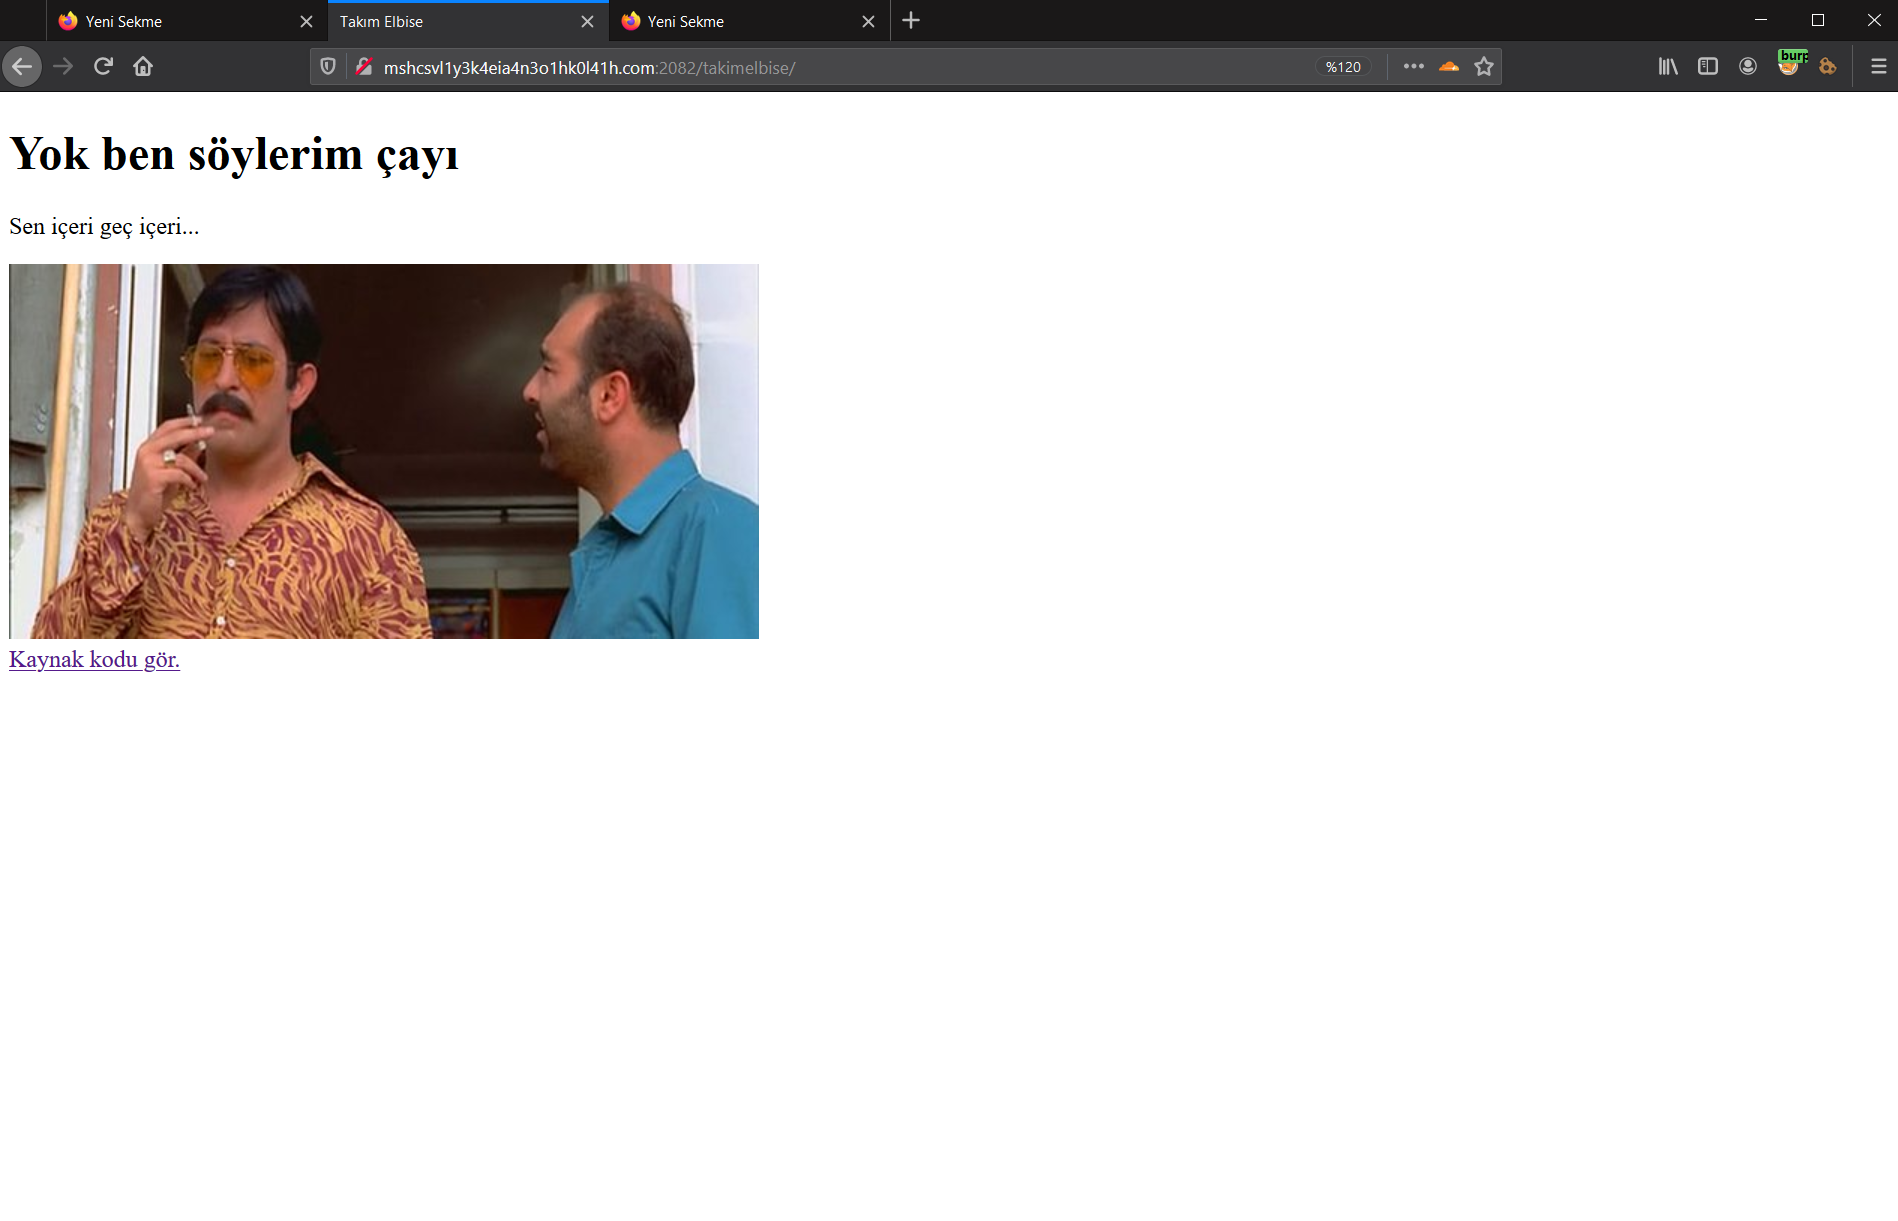 Yeni Sekme
Takım Elbise
Yeni Sekme
mshcsvl1y3k4eia4n3o1hk0l41h.com:2082/takimelbise/
%120
burp
Yok ben söylerim çayı
Sen içeri geç içeri...
Kaynak kodu gör.